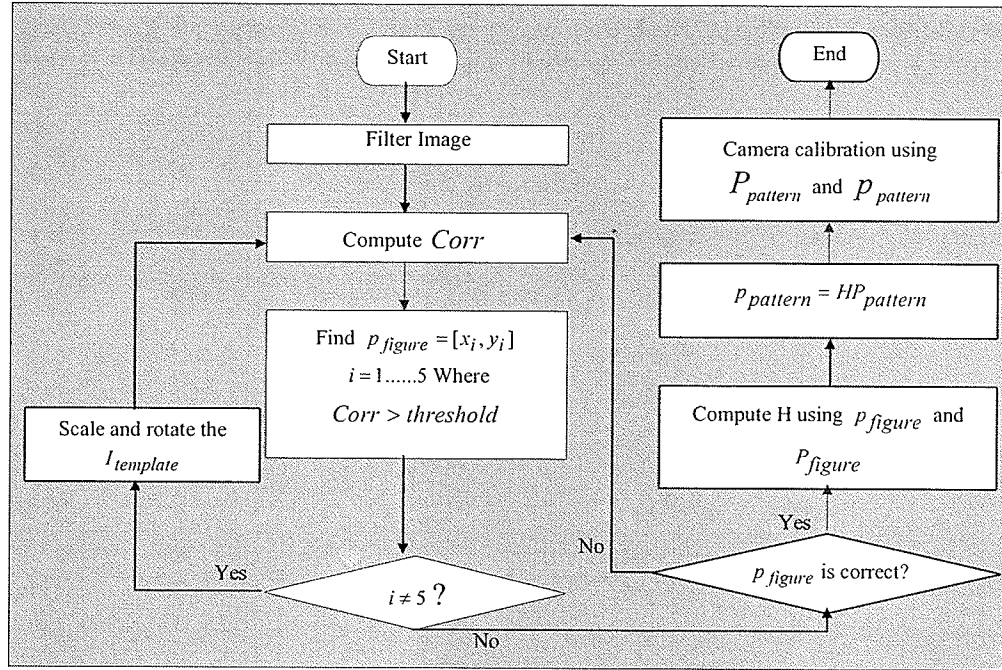 Start
Filter Image
Compute Corr
Find p_figure = [x_i, y_i]
i = 1......5 Where
Corr > threshold
Scale and rotate the
I_template
Yes
i ≠ 5 ?
No
End
Camera calibration using
P_pattern and p_pattern
p_pattern = HP_pattern
Compute H using p_figure and
P_figure
Yes
No
p_figure is correct?